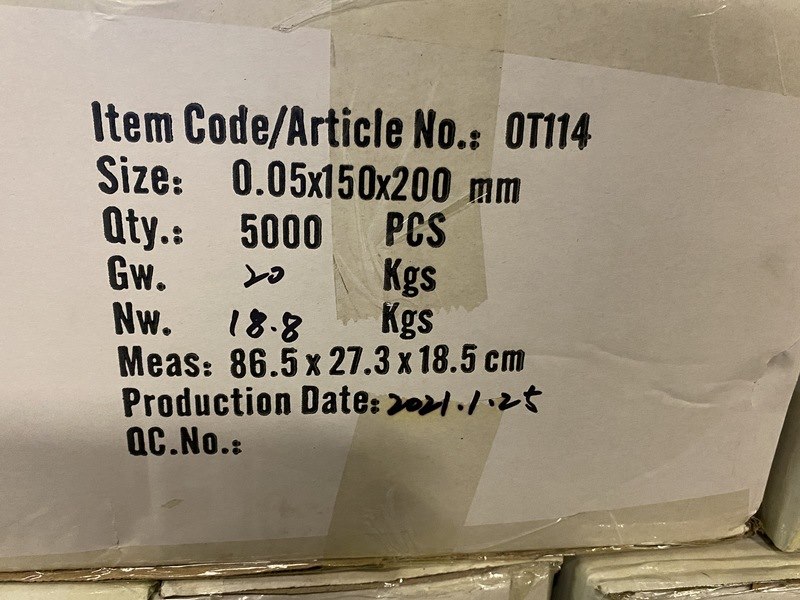 Item Code/Article No.: OT114
Size: 0.05x150x200 mm
Qty.: 5000 PCS
Gw. 20 Kgs
Nw. 18.8 Kgs
Meas: 86.5 x 27.3 x 18.5 cm
Production Date: 2021.1.25
QC.No.: